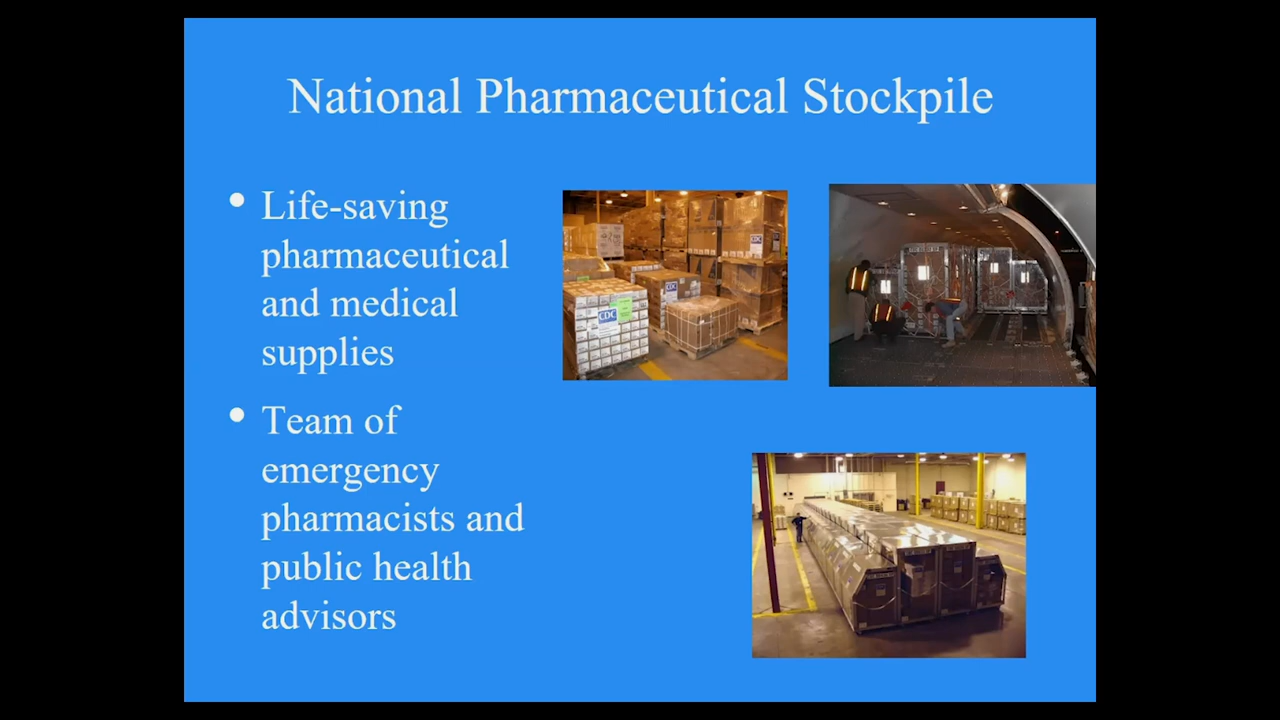 National Pharmaceutical Stockpile
• Life-saving
pharmaceutical
and medical
supplies
• Team of
emergency
pharmacists and
public health
advisors
CDC
CDC
CDC